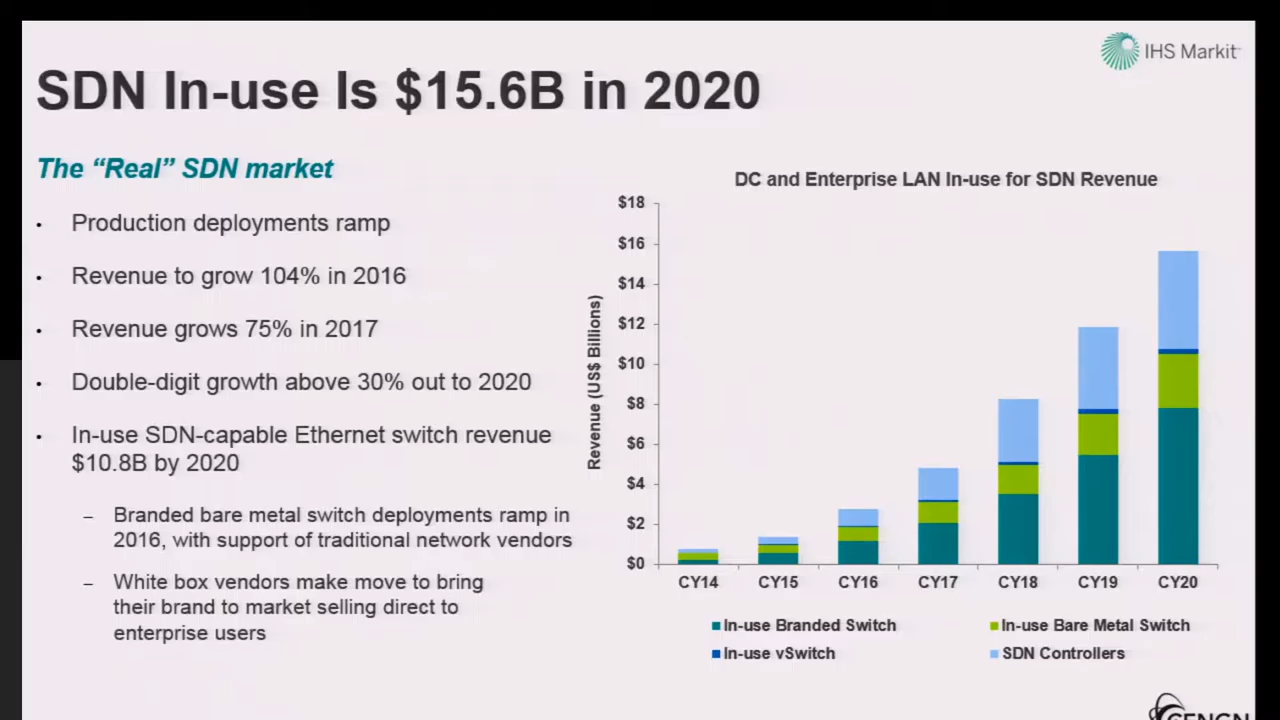 IHS Markit
SDN In-use Is $15.6B in 2020
The “Real” SDN market
• Production deployments ramp
• Revenue to grow 104% in 2016
• Revenue grows 75% in 2017
• Double-digit growth above 30% out to 2020
• In-use SDN-capable Ethernet switch revenue
$10.8B by 2020
– Branded bare metal switch deployments ramp in
2016, with support of traditional network vendors
– White box vendors make move to bring
their brand to market selling direct to
enterprise users
DC and Enterprise LAN In-use for SDN Revenue
Revenue (US$ Billions)
$18
$16
$14
$12
$10
$8
$6
$4
$2
$0
CY14 CY15 CY16 CY17 CY18 CY19 CY20
In-use Branded Switch In-use Bare Metal Switch
In-use vSwitch SDN Controllers
CENGN